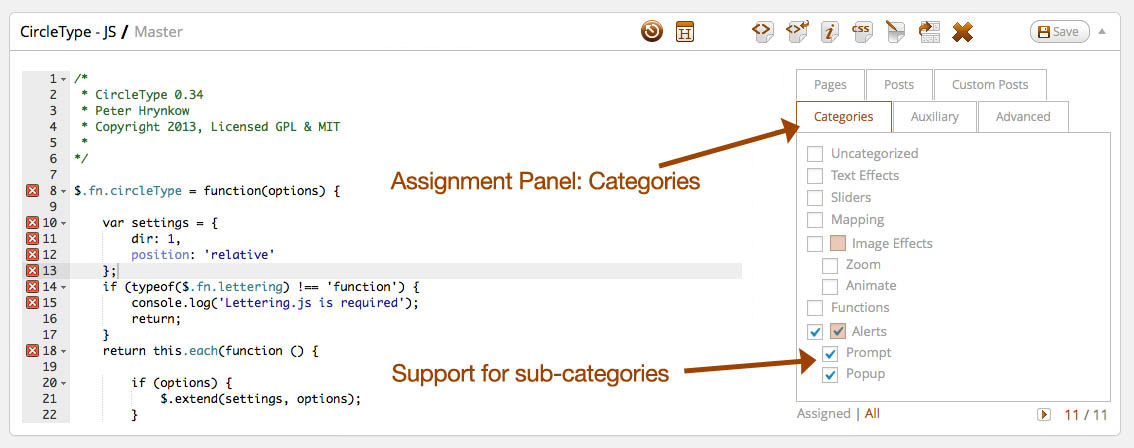 CircleType - JS / Master
H
<>
<>
i
css
Save
1 /*
2 * CircleType 0.34
3 * Peter Hrynkow
4 * Copyright 2013, Licensed GPL & MIT
5 *
6 */
7
8 $.fn.circleType = function(options) {
9
10 var settings = {
11 dir: 1,
12 position: 'relative'
13 };
14 if (typeof($.fn.lettering) !== 'function') {
15 console.log('Lettering.js is required');
16 return;
17 }
18 return this.each(function () {
19
20 if (options) {
21 $.extend(settings, options);
22 }
Pages Posts Custom Posts
Categories Auxiliary Advanced
Uncategorized
Text Effects
Sliders
Mapping
Image Effects
Zoom
Animate
Functions
Alerts
Prompt
Popup
Assigned | All
11 / 11
Assignment Panel: Categories
Support for sub-categories